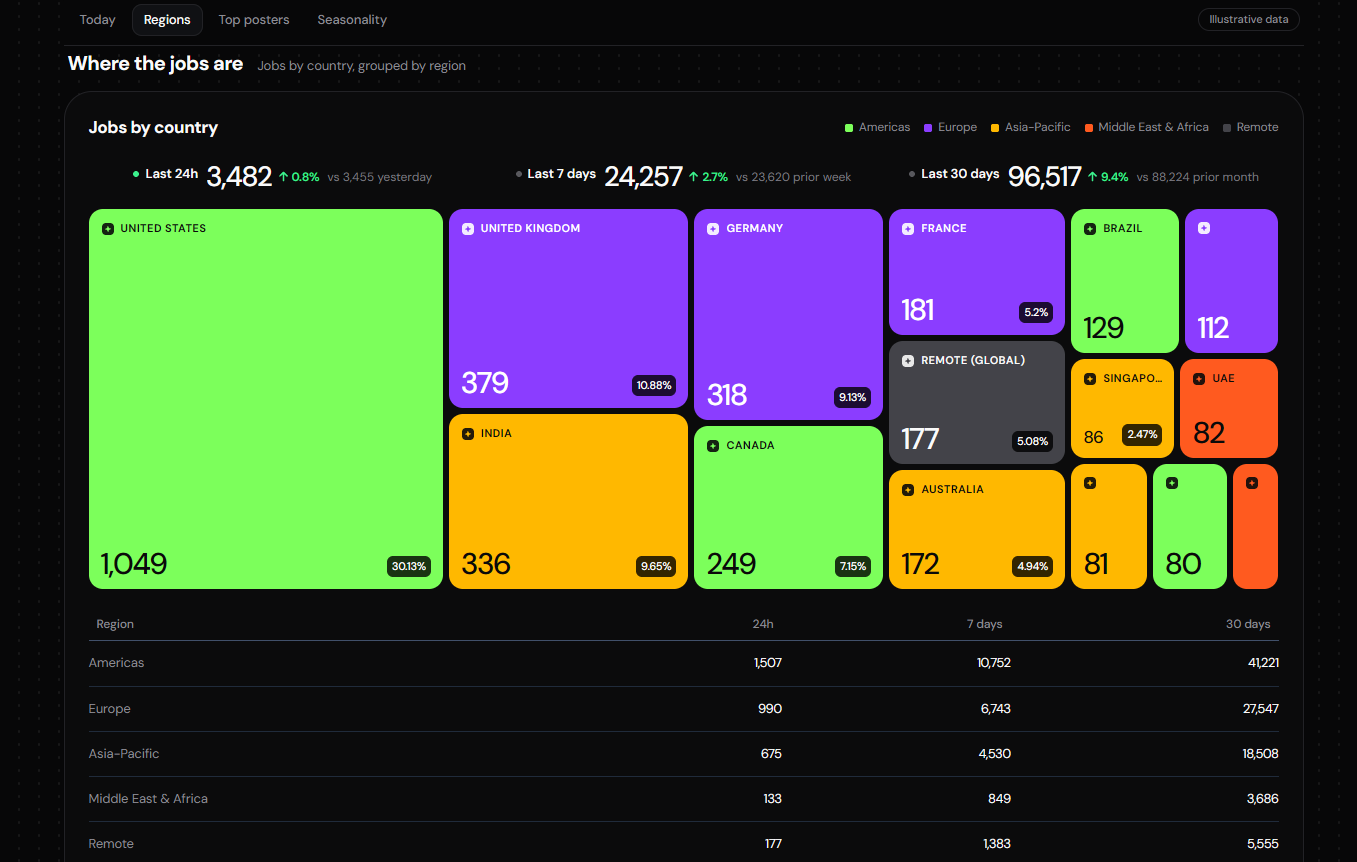 Today Regions Top posters Seasonality Illustrative data
Where the jobs are Jobs by country, grouped by region
Jobs by country Americas Europe Asia-Pacific Middle East & Africa Remote
Last 24h 3,482 ↑ 0.8% vs 3,455 yesterday Last 7 days 24,257 ↑ 2.7% vs 23,620 prior week Last 30 days 96,517 ↑ 9.4% vs 88,224 prior month
UNITED STATES
1,049 30.13%
UNITED KINGDOM
379 10.88%
INDIA
336 9.65%
GERMANY
318 9.13%
CANADA
249 7.15%
FRANCE
181 5.2%
REMOTE (GLOBAL)
177 5.08%
AUSTRALIA
172 4.94%
BRAZIL
129
112
SINGAPO...
86 2.47%
UAE
82
81
80
Region 24h 7 days 30 days
Americas 1,507 10,752 41,221
Europe 990 6,743 27,547
Asia-Pacific 675 4,530 18,508
Middle East & Africa 133 849 3,686
Remote 177 1,383 5,555